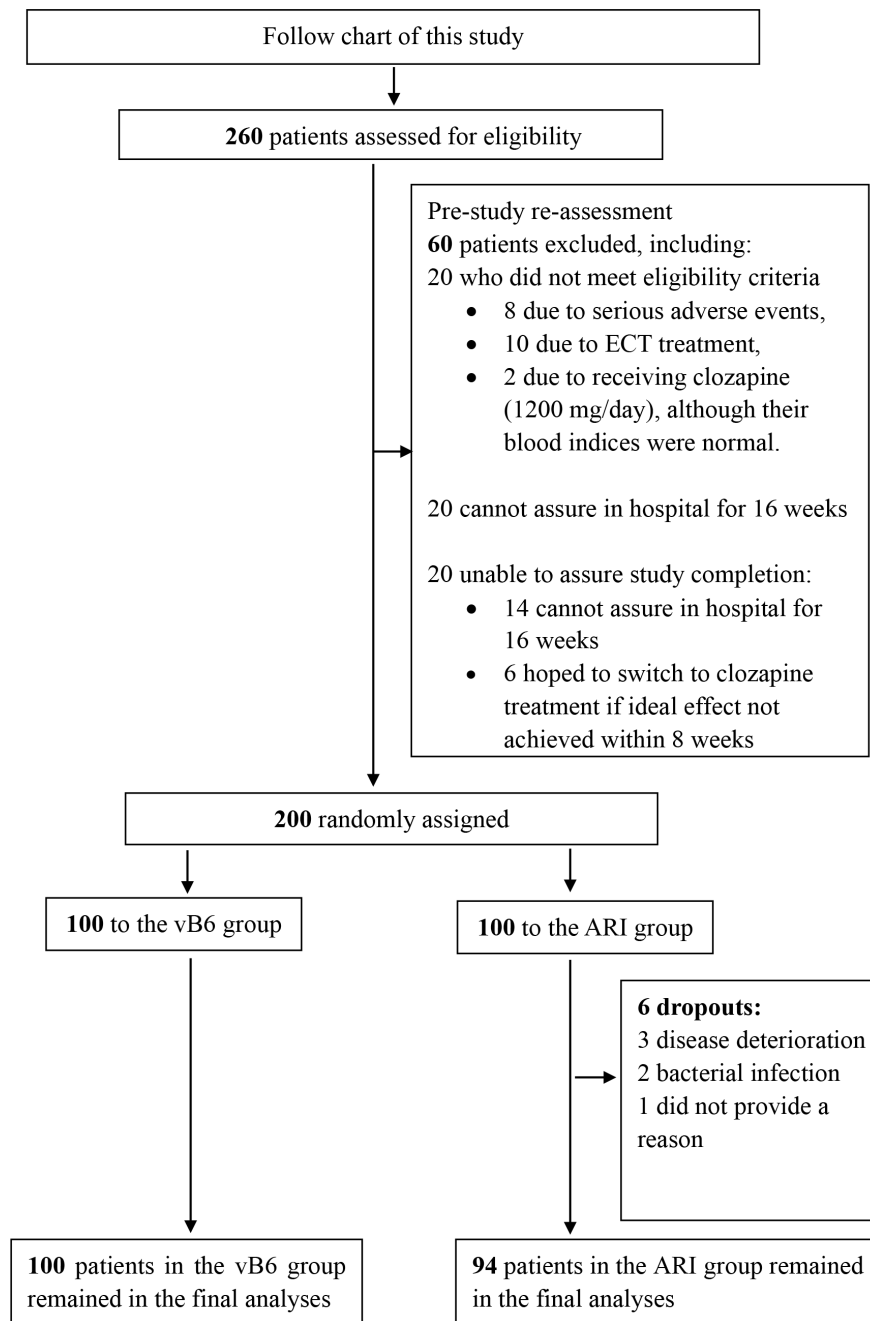 Follow chart of this study
260 patients assessed for eligibility
Pre-study re-assessment
60 patients excluded, including:
20 who did not meet eligibility criteria
• 8 due to serious adverse events,
• 10 due to ECT treatment,
• 2 due to receiving clozapine
(1200 mg/day), although their
blood indices were normal.
20 cannot assure in hospital for 16 weeks
20 unable to assure study completion:
• 14 cannot assure in hospital for
16 weeks
• 6 hoped to switch to clozapine
treatment if ideal effect not
achieved within 8 weeks
200 randomly assigned
100 to the vB6 group
100 to the ARI group
6 dropouts:
3 disease deterioration
2 bacterial infection
1 did not provide a
reason
100 patients in the vB6 group
remained in the final analyses
94 patients in the ARI group remained
in the final analyses